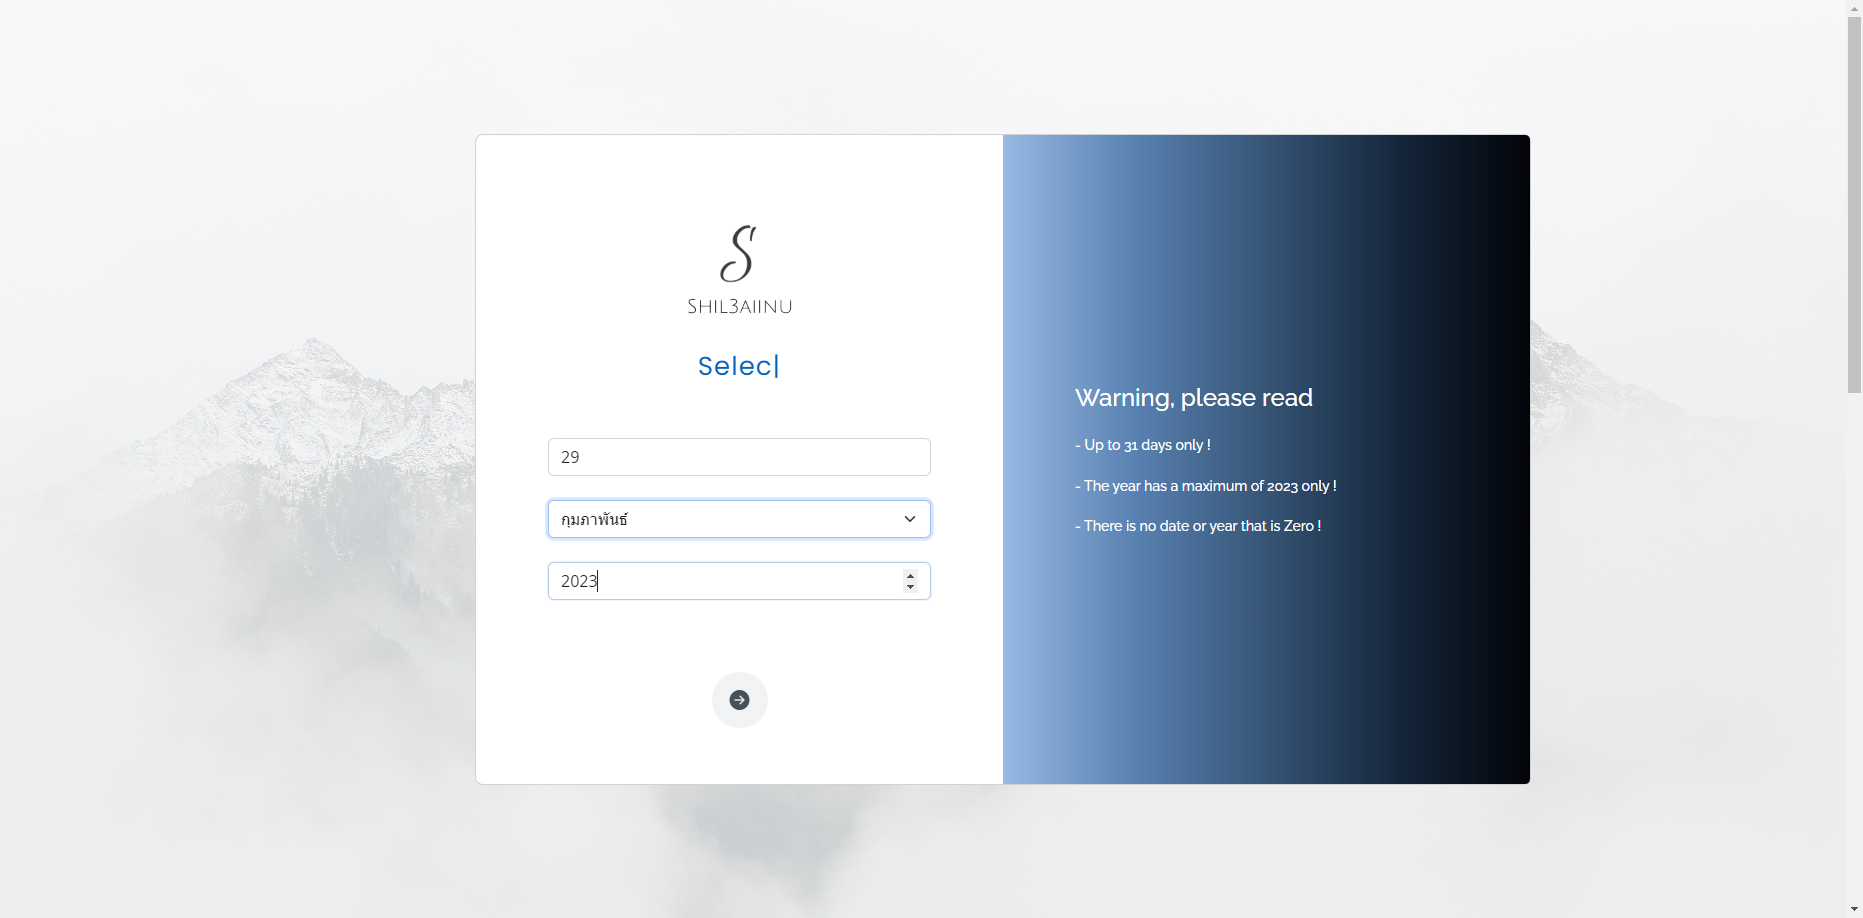 S
SHIL3AIINU
Selec|
29
กุมภาพันธ์
2023
Warning, please read
- Up to 31 days only !
- The year has a maximum of 2023 only !
- There is no date or year that is Zero !